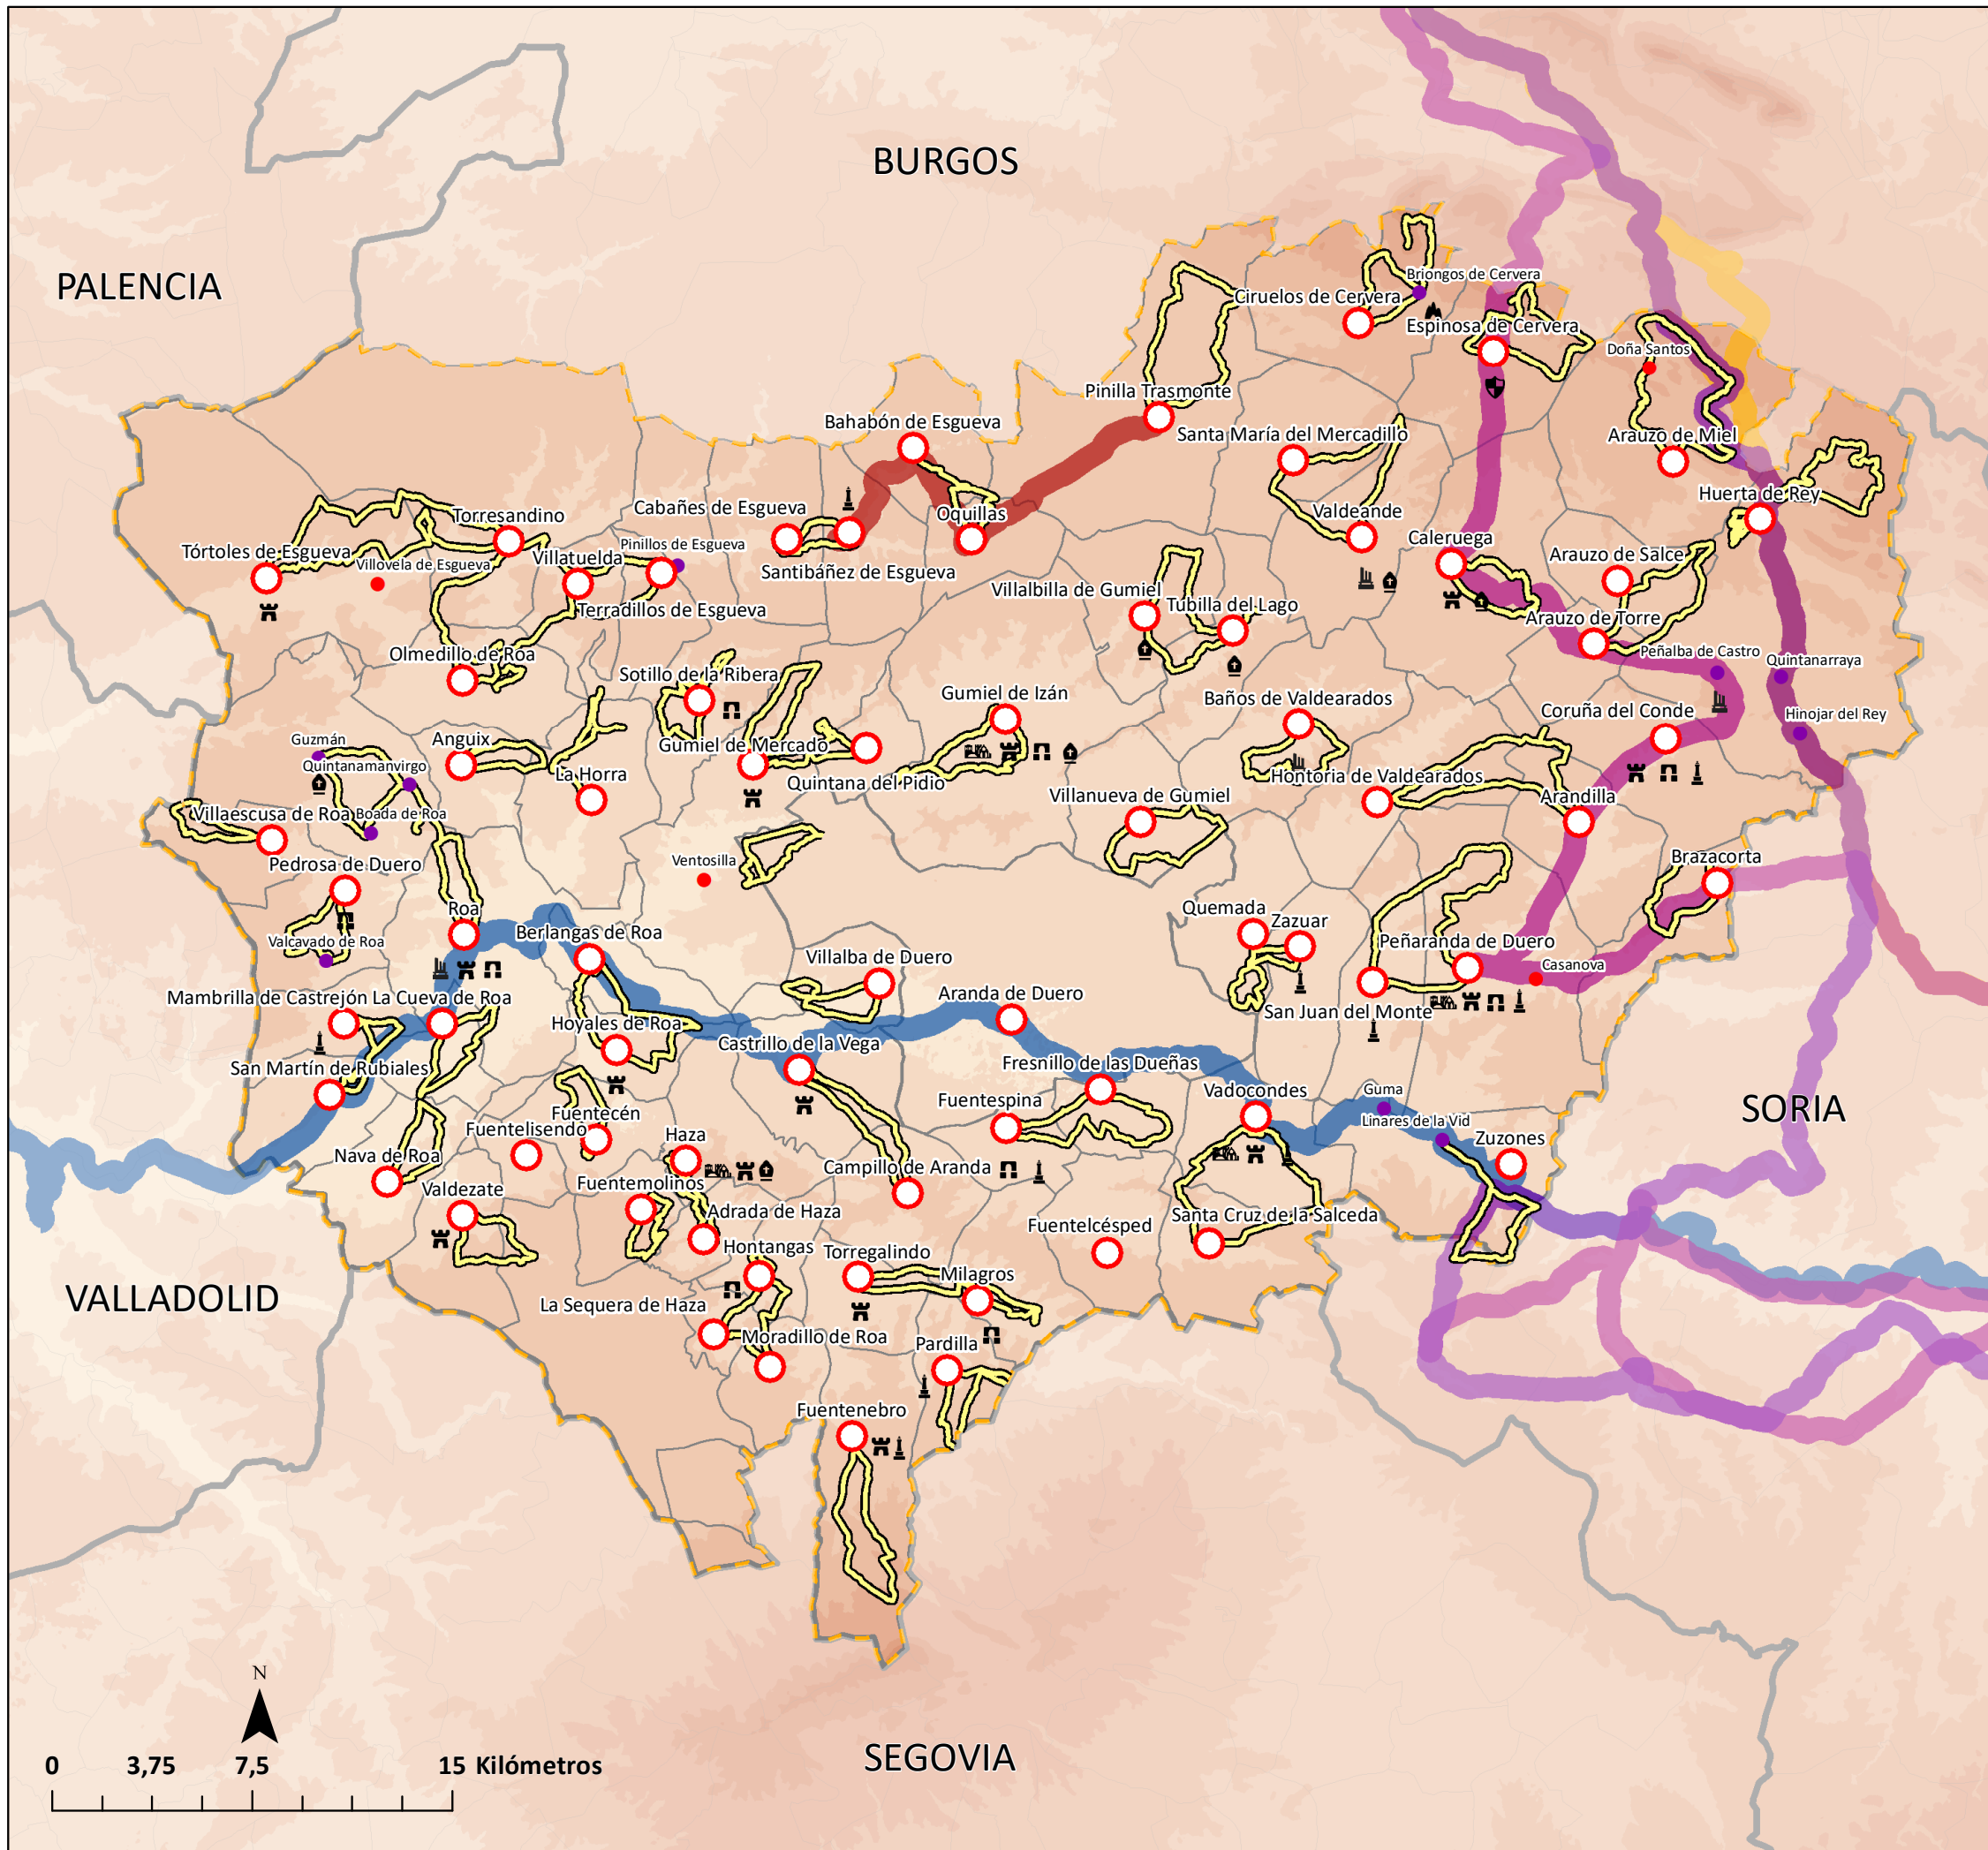 BURGOS
PALENCIA
Briongos de Cervera
Ciruelos de Cervera
Espinosa de Cervera
Doña Santos
Pinilla Trasmonte
Bahabón de Esgueva
Santa María del Mercadillo
Arauzo de Miel
Huerta de Rey
Cabañes de Esgueva
Oquillas
Valdeande
Torresandino
Caleruega
Pinillos de Esgueva
Tórtoles de Esgueva
Villatuelda
Arauzo de Salce
Villovela de Esgueva
Santibáñez de Esgueva
Villalbilla de Gumiel
Tubilla del Lago
Terradillos de Esgueva
Arauzo de Torre
Peñalba de Castro
Quintanarraya
Olmedillo de Roa
Sotillo de la Ribera
Gumiel de Izán
Baños de Valdearados
Coruña del Conde
Hinojar del Rey
Guzmán
Anguix
Gumiel de Mercado
Quintanamanvirgo
La Horra
Quintana del Pidio
Hontoria de Valdearados
Villanueva de Gumiel
Arandilla
Villaescusa de Roa
Boada de Roa
Ventosilla
Brazacorta
Pedrosa de Duero
Roa
Quemada
Zazuar
Berlangas de Roa
Valcavado de Roa
Peñaranda de Duero
Villalba de Duero
Casanova
Aranda de Duero
Mambrilla de Castrejón
La Cueva de Roa
San Juan del Monte
Hoyales de Roa
Castrillo de la Vega
San Martín de Rubiales
Fresnillo de las Dueñas
Vadocondes
Guma
Fuentespina
Linares de la Vid
SORIA
Fuentecén
Fuentelisendo
Haza
Zuzones
Nava de Roa
Campillo de Aranda
Valdezate
Fuentemolinos
Adrada de Haza
Fuentelcésped
Santa Cruz de la Salceda
Hontangas
Torregalindo
Milagros
VALLADOLID
La Sequera de Haza
Moradillo de Roa
Pardilla
Fuentenebro
N
SEGOVIA
0 3,75 7,5 15 Kilómetros